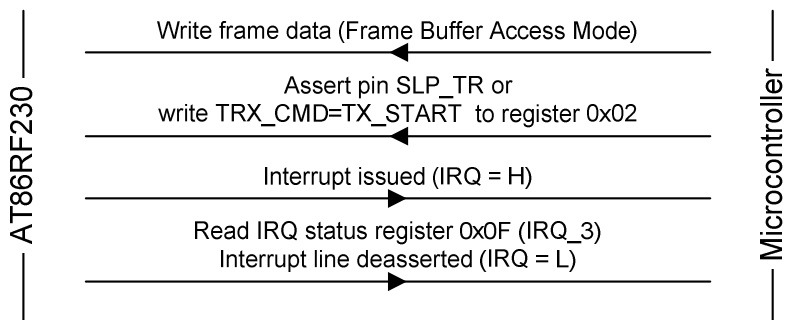 Write frame data (Frame Buffer Access Mode)
Assert pin SLP_TR or
write TRX_CMD=TX_START to register 0x02
Interrupt issued (IRQ = H)
Read IRQ status register 0x0F (IRQ_3)
Interrupt line deasserted (IRQ = L)
AT86RF230
Microcontroller